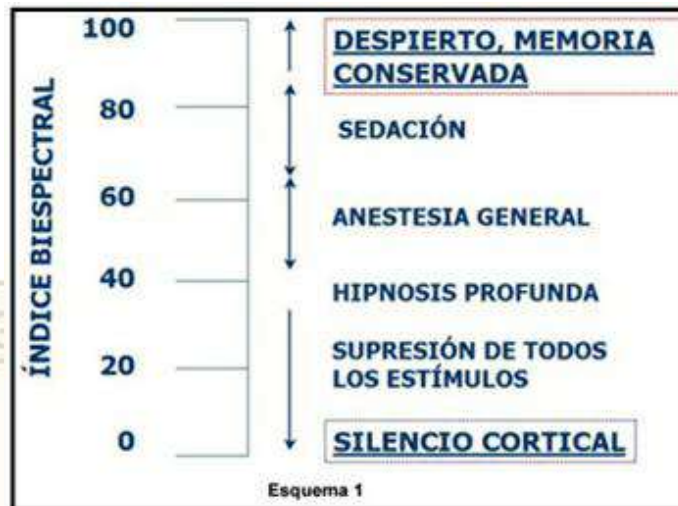 ÍNDICE BIESPECTRAL
100
80
60
40
20
0
DESPIERTO, MEMORIA
CONSERVADA
SEDACIÓN
ANESTESIA GENERAL
HIPNOSIS PROFUNDA
SUPRESIÓN DE TODOS
LOS ESTÍMULOS
SILENCIO CORTICAL
Esquema 1